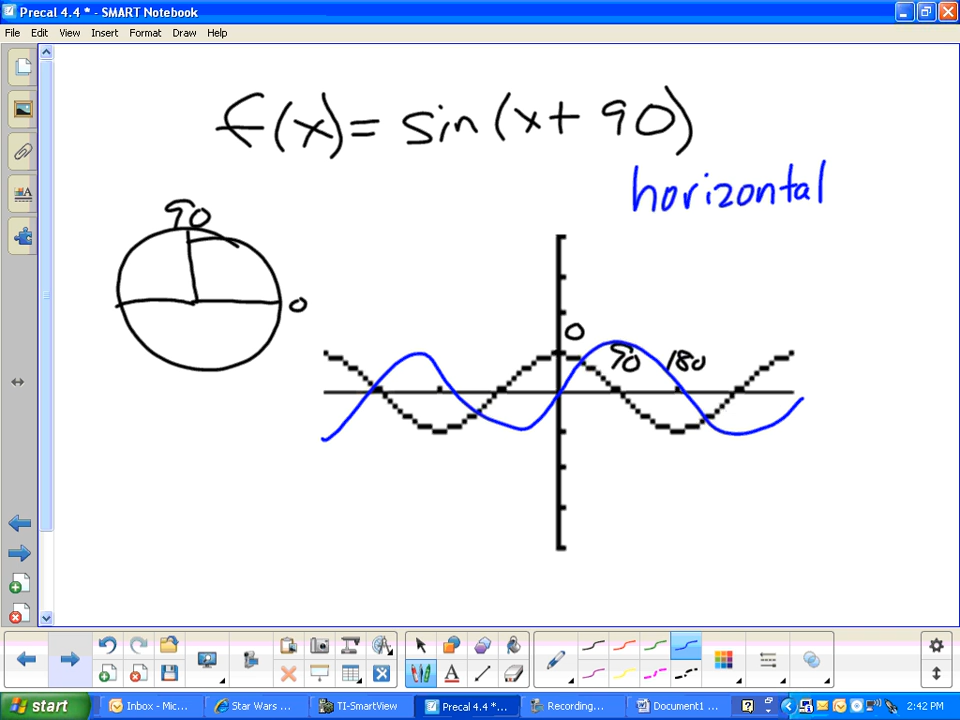 Precal 4.4 * - SMART Notebook
File Edit View Insert Format Draw Help
f(x) = sin(x + 90)
horizontal
90
0
0
90
180
start
Inbox - Mic...
Star Wars ...
TI-SmartView
Precal 4.4 *...
Recording...
Document1 ...
2:42 PM